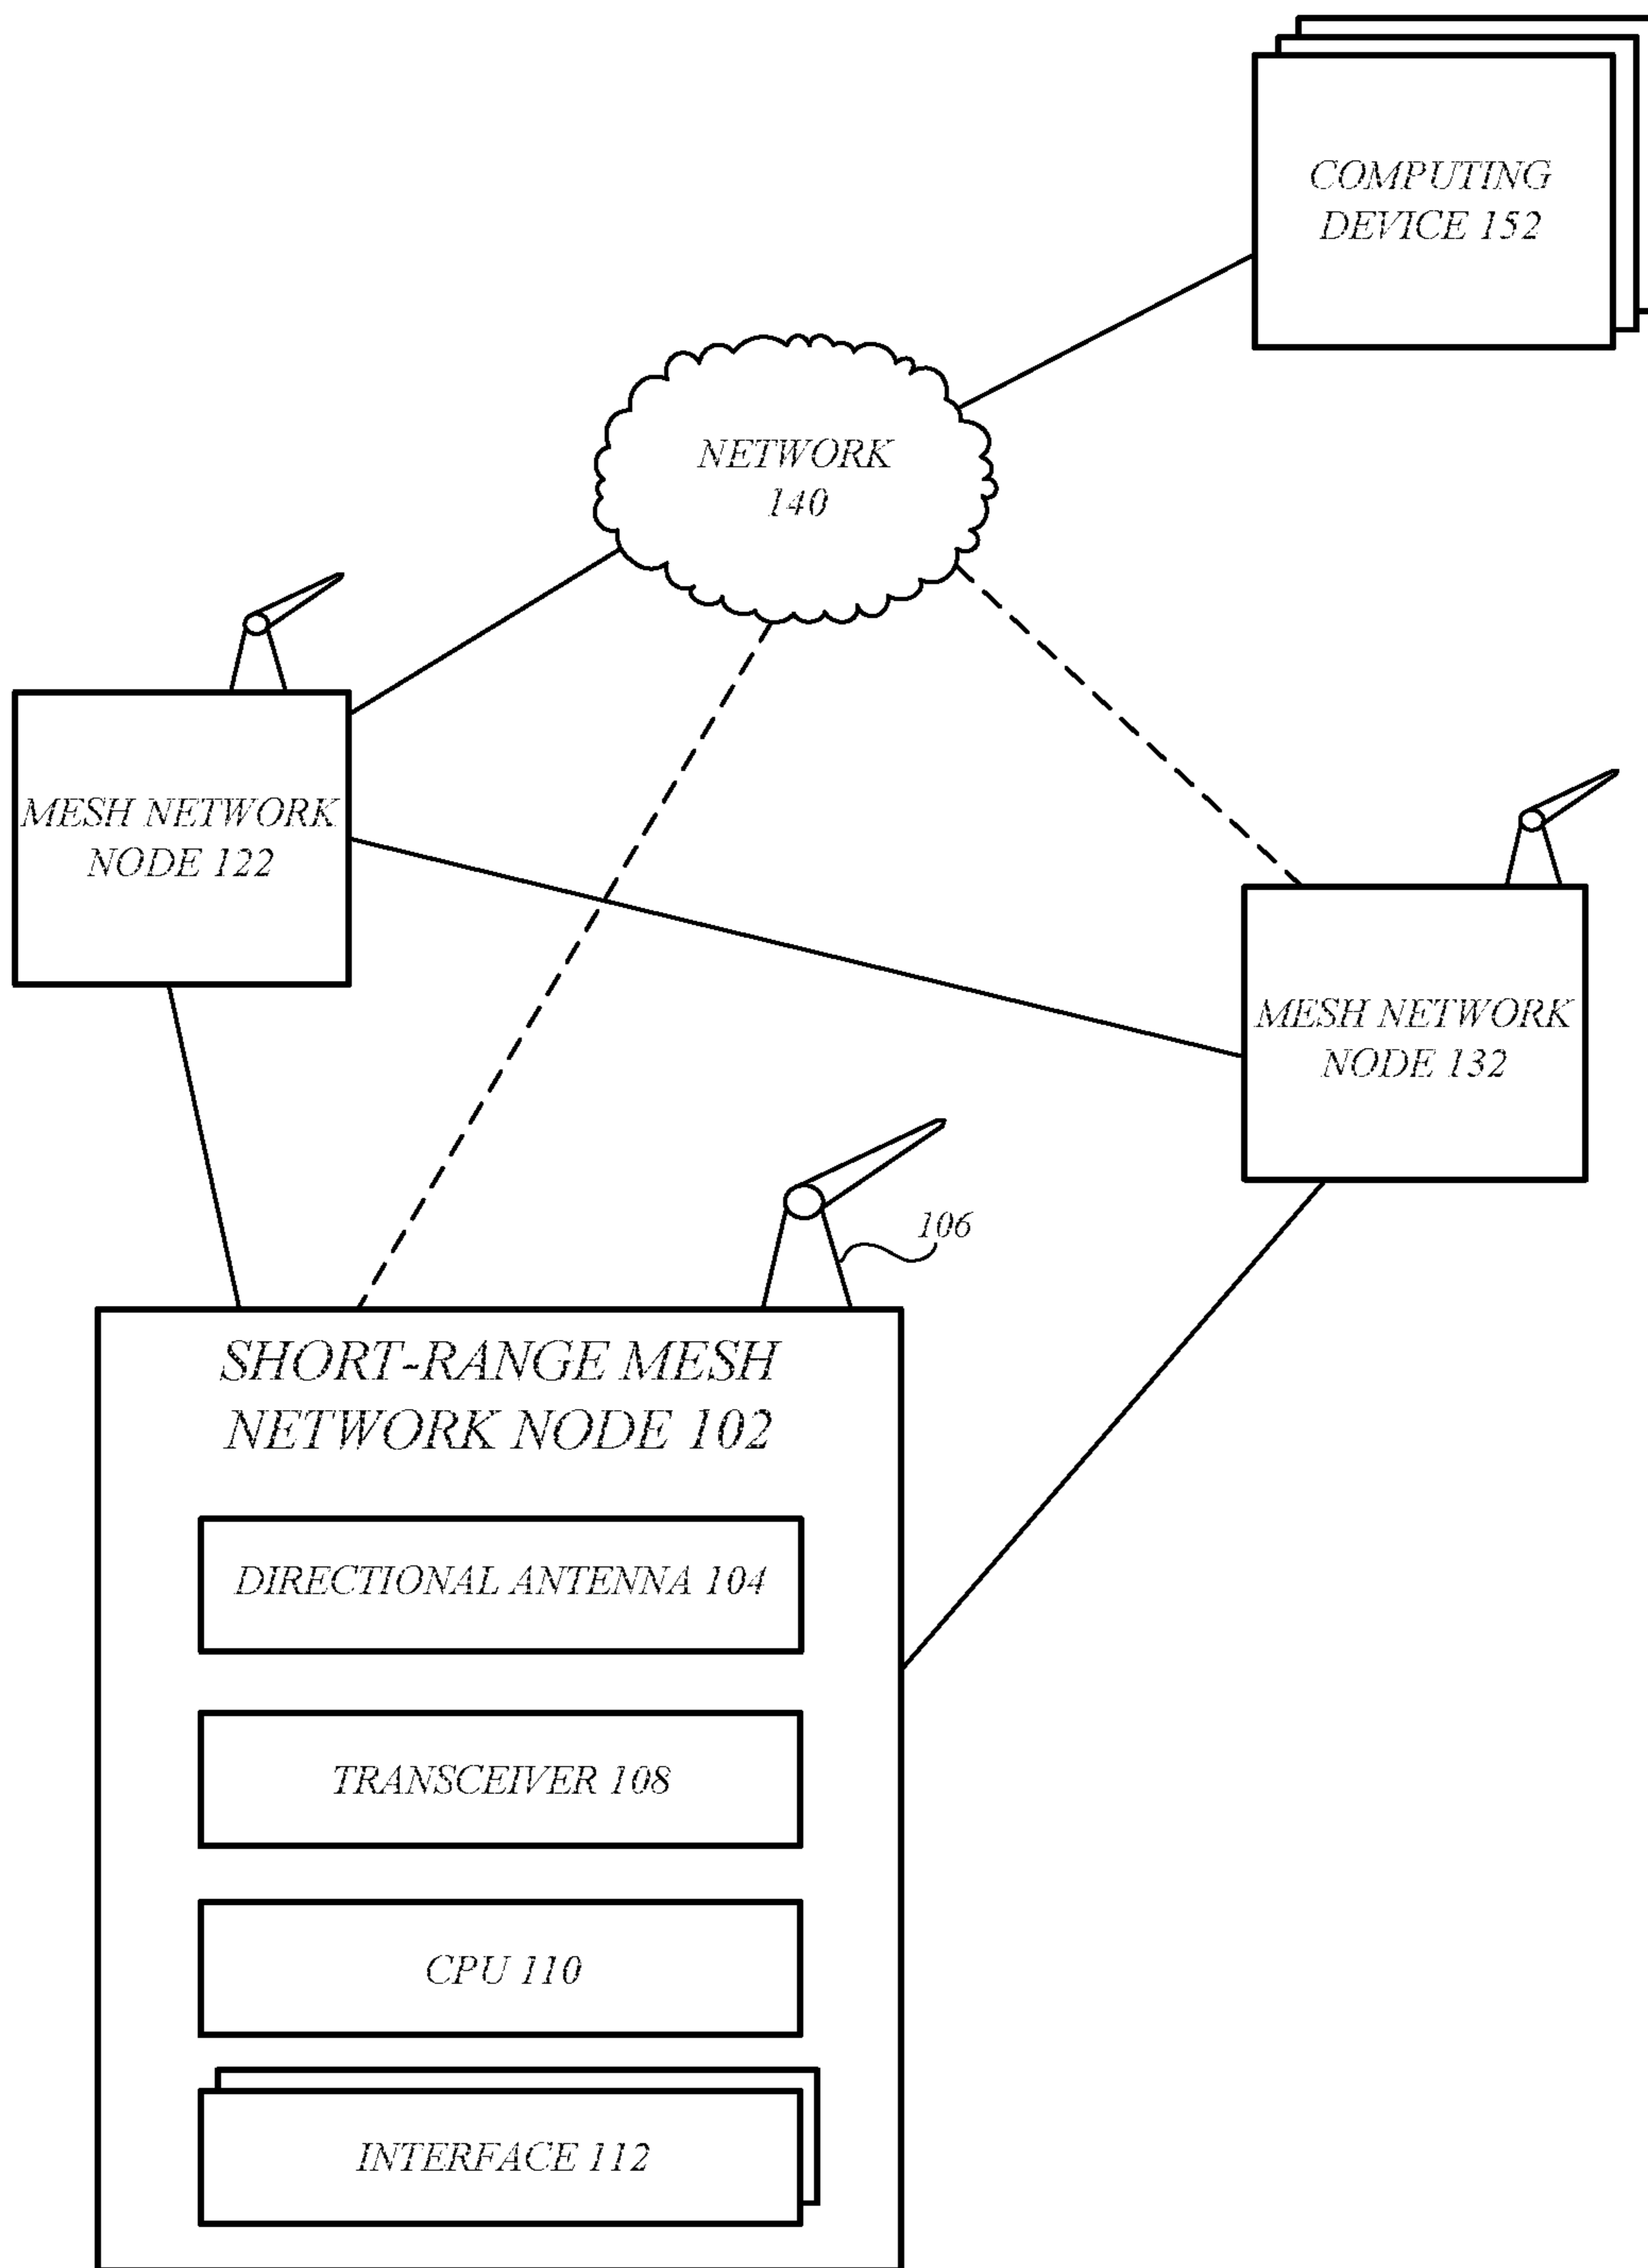 COMPUTING
DEVICE 152
NETWORK
140
MESH NETWORK
NODE 122
MESH NETWORK
NODE 132
106
SHORT-RANGE MESH
NETWORK NODE 102
DIRECTIONAL ANTENNA 104
TRANSCEIVER 108
CPU 110
INTERFACE 112